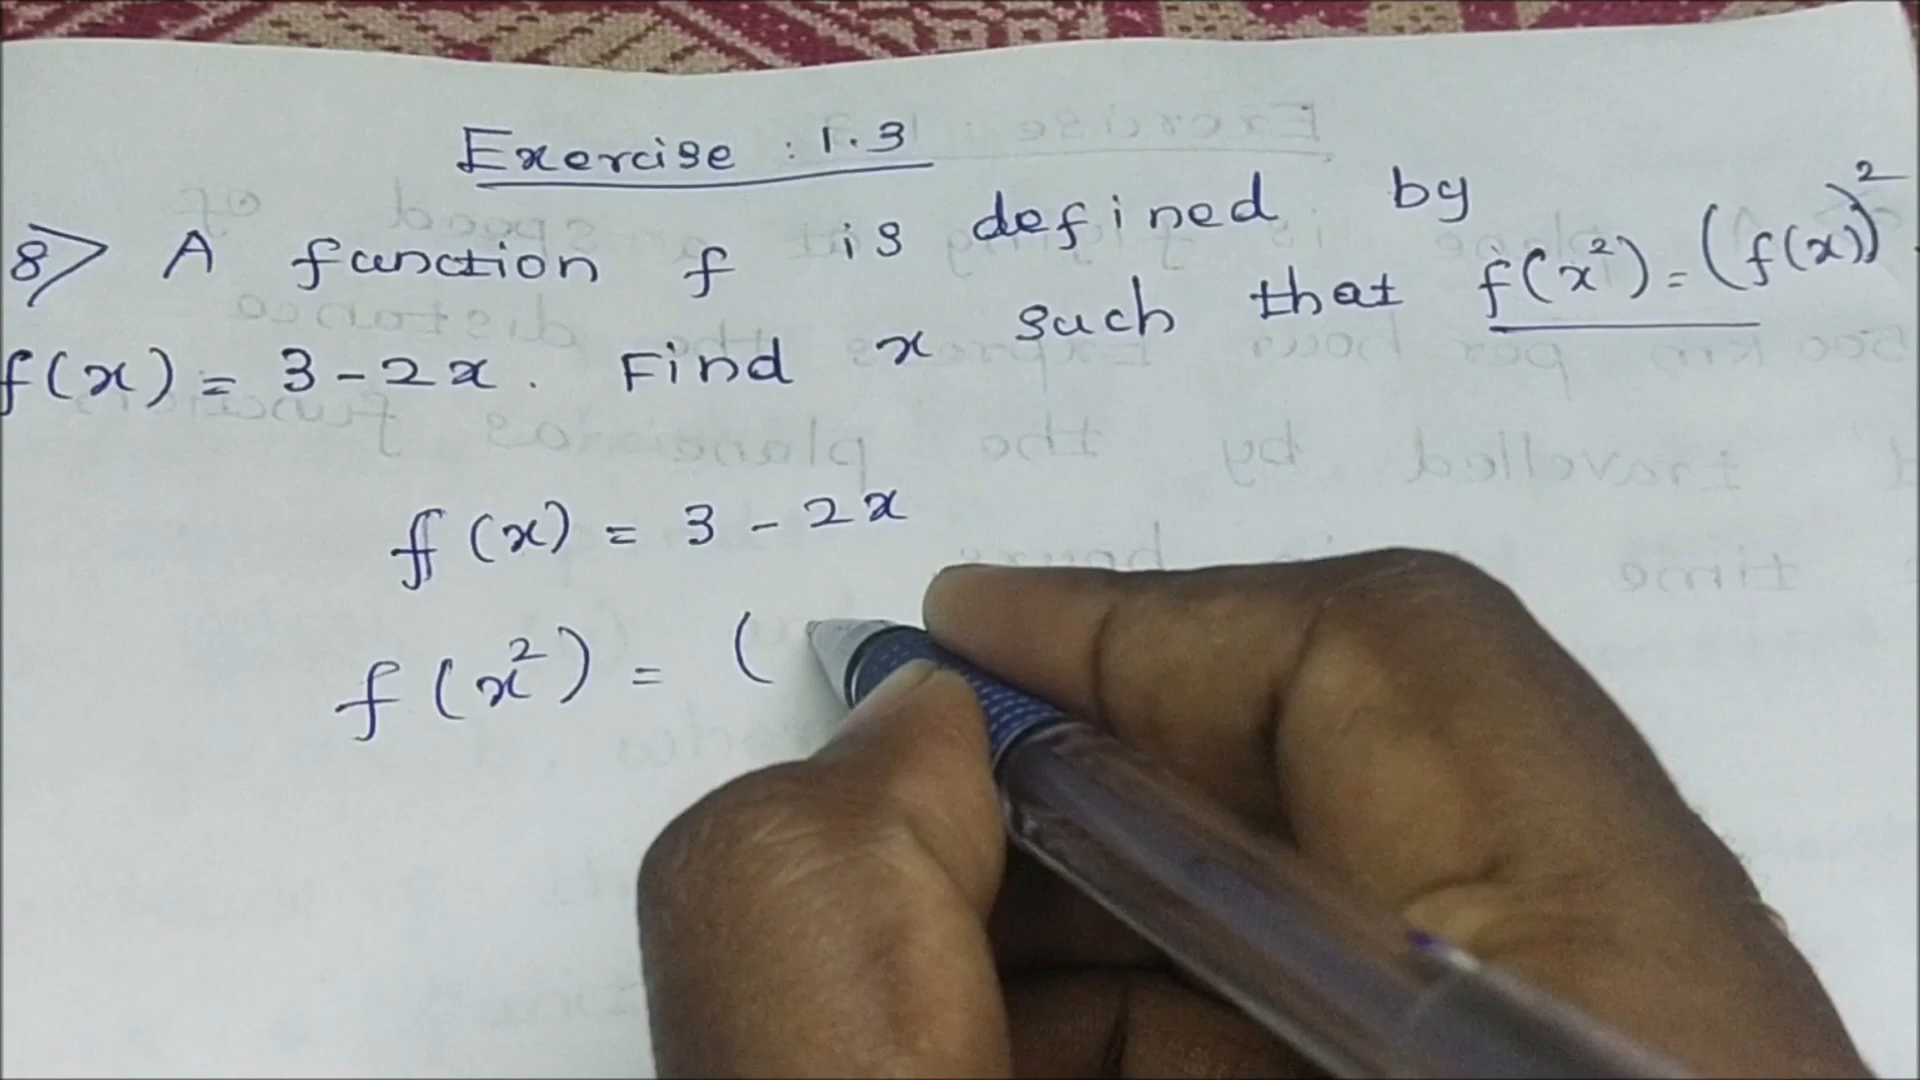 Exercise : 1.3
8> A function f is defined by
f(x) = 3 - 2x. Find x such that f(x²) = (f(x))²
f(x) = 3 - 2x
f(x²) = (